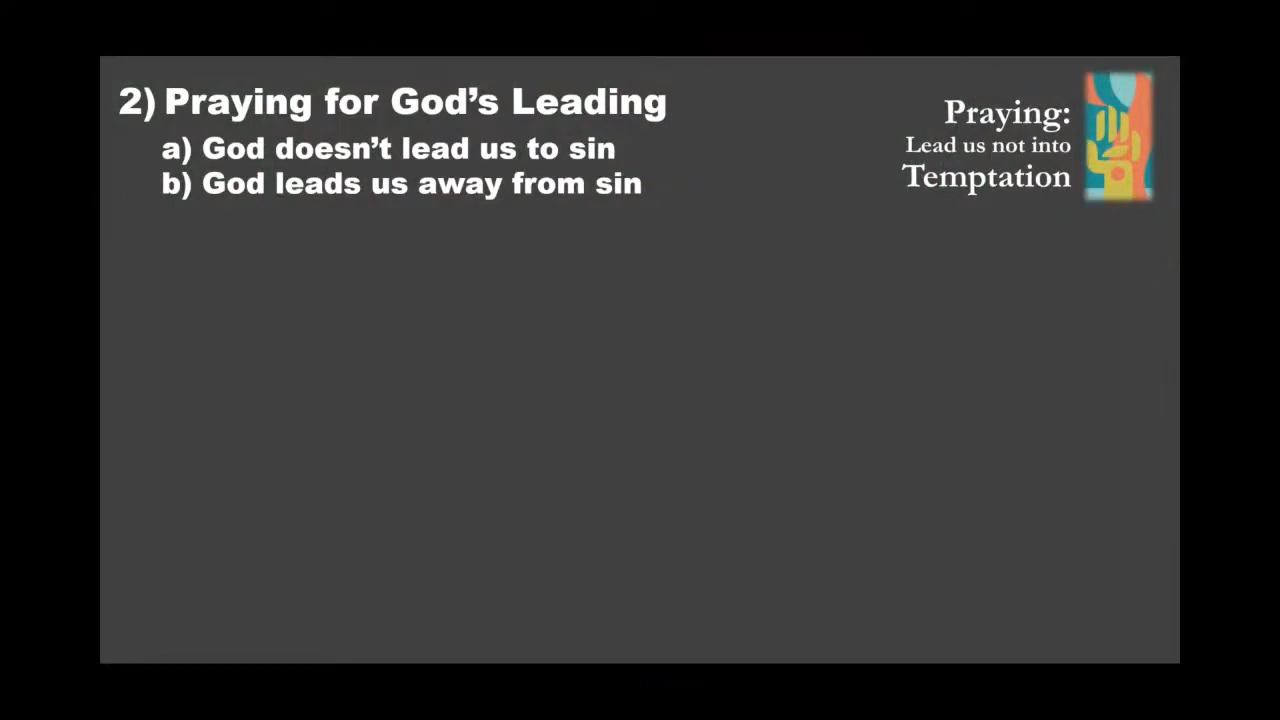 2) Praying for God’s Leading
a) God doesn’t lead us to sin
b) God leads us away from sin
Praying:
Lead us not into
Temptation